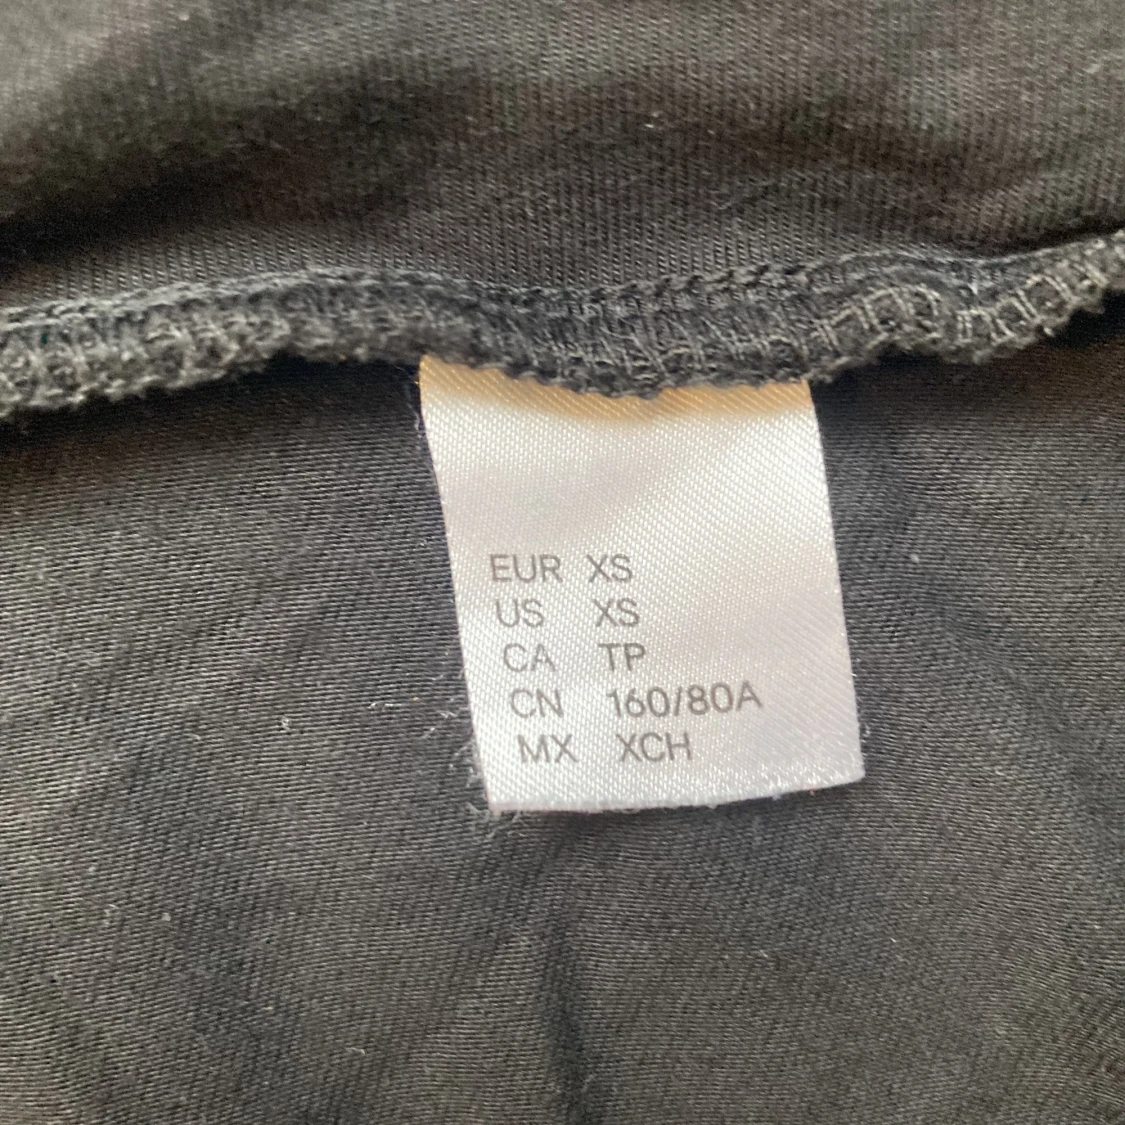 EUR XS
US XS
CA TP
CN 160/80A
MX XCH